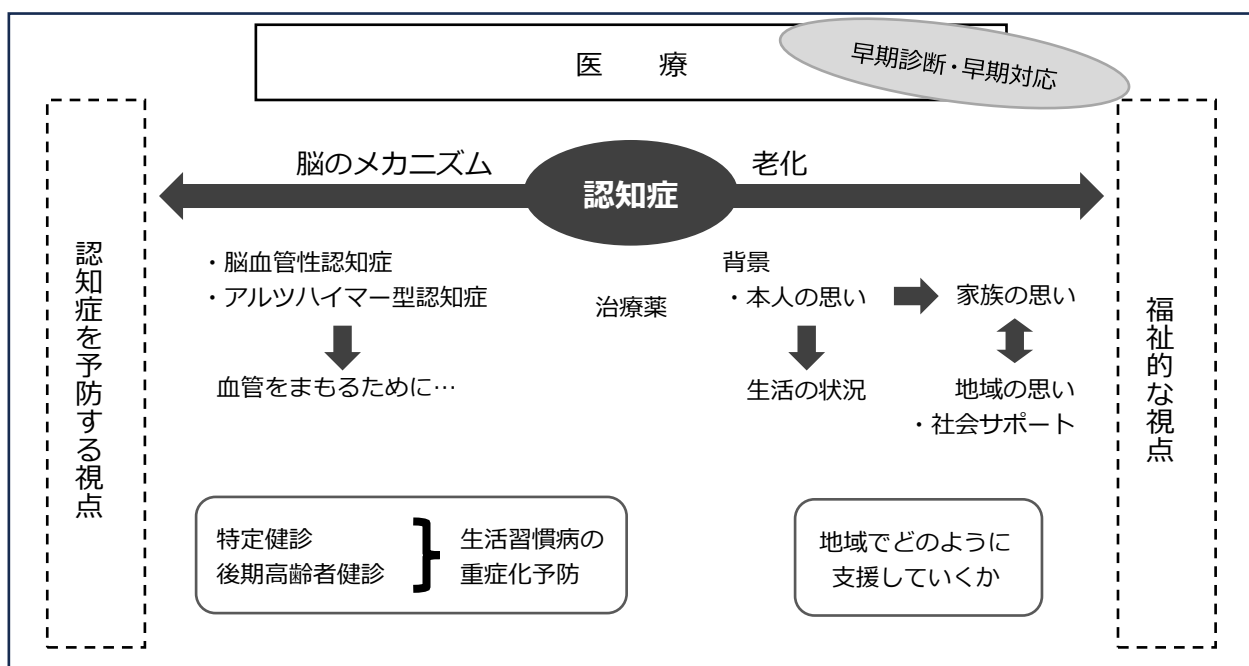 医　療
早期診断・早期対応
認知症を予防する視点
脳のメカニズム
認知症
老化
・脳血管性認知症
・アルツハイマー型認知症
血管をまもるために…
治療薬
背景
・本人の思い
家族の思い
生活の状況
地域の思い
・社会サポート
福祉的な視点
特定健診
後期高齢者健診
}
生活習慣病の
重症化予防
地域でどのように
支援していくか